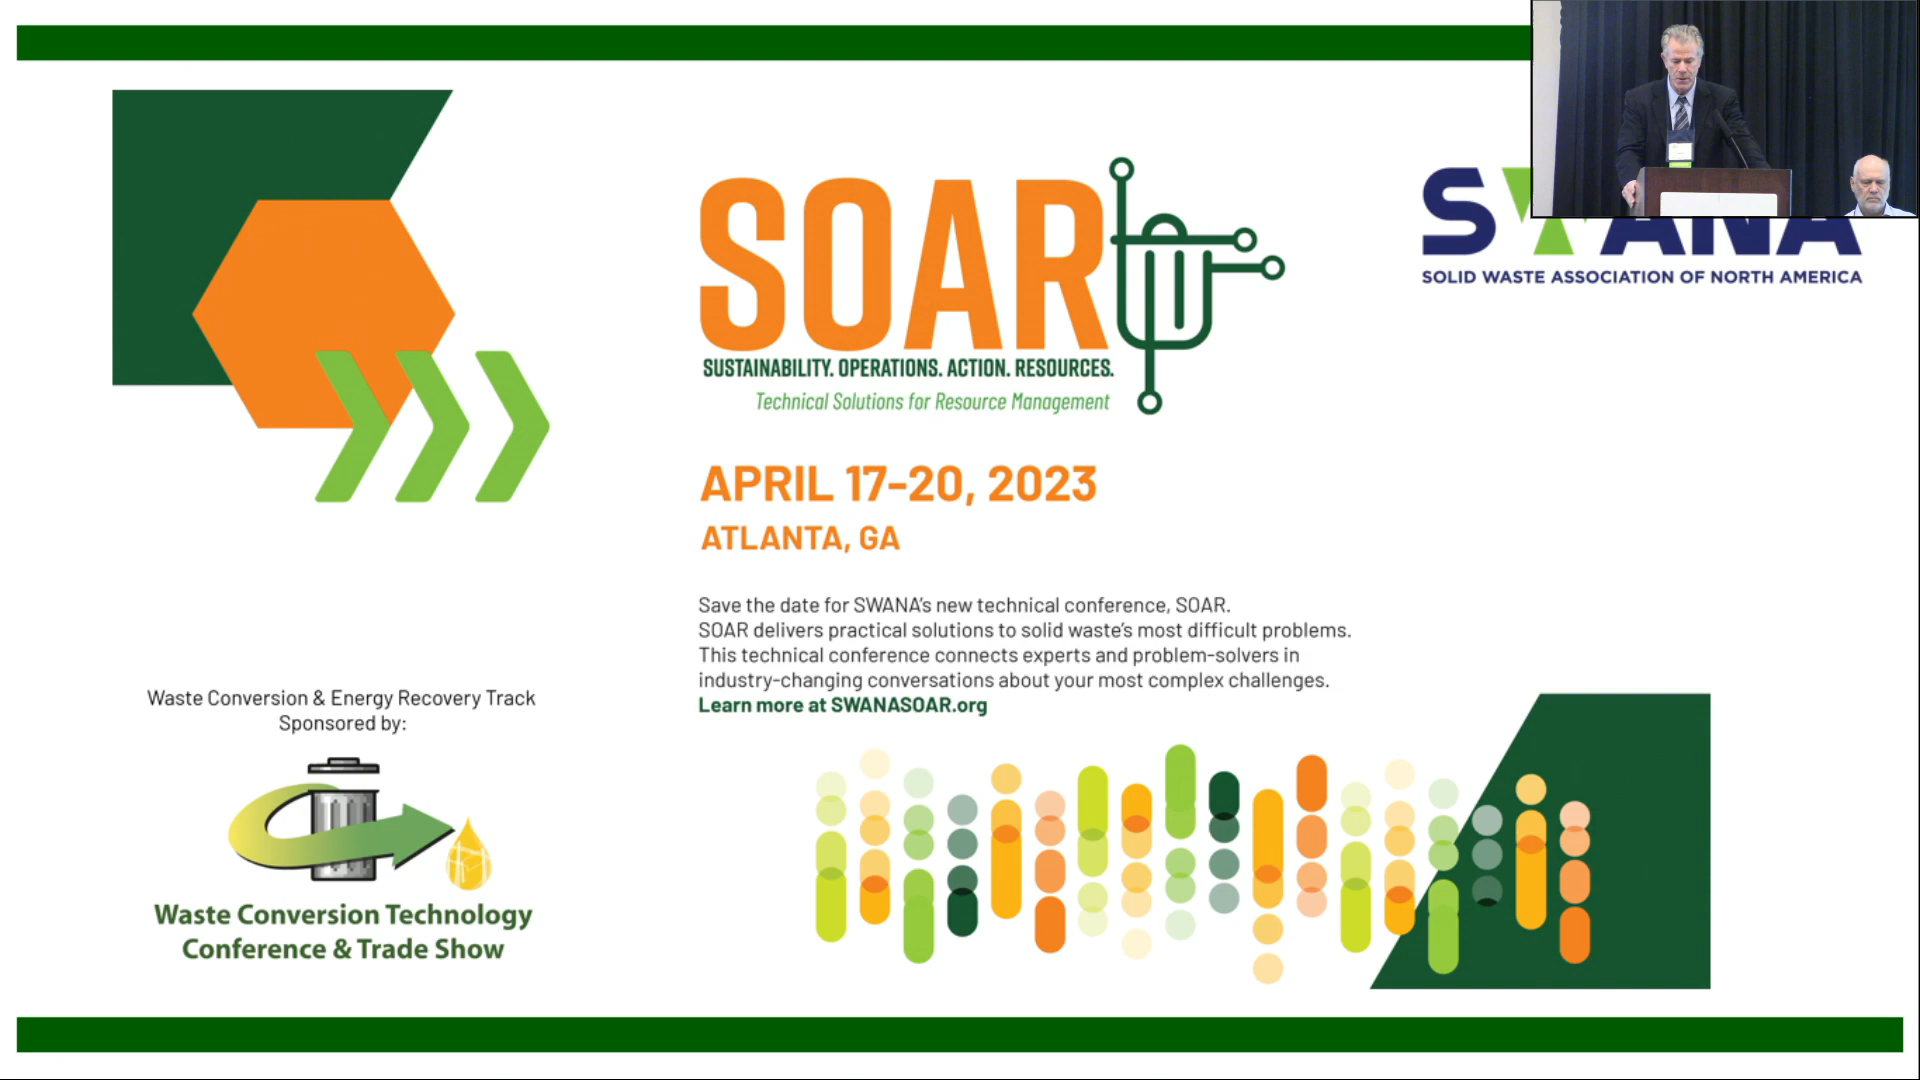 SOAR
SUSTAINABILITY. OPERATIONS. ACTION. RESOURCES.
Technical Solutions for Resource Management
SWANA
SOLID WASTE ASSOCIATION OF NORTH AMERICA
APRIL 17-20, 2023
ATLANTA, GA
Save the date for SWANA's new technical conference, SOAR.
SOAR delivers practical solutions to solid waste's most difficult problems.
This technical conference connects experts and problem-solvers in
industry-changing conversations about your most complex challenges.
Learn more at SWANASOAR.org
Waste Conversion & Energy Recovery Track
Sponsored by:
Waste Conversion Technology
Conference & Trade Show